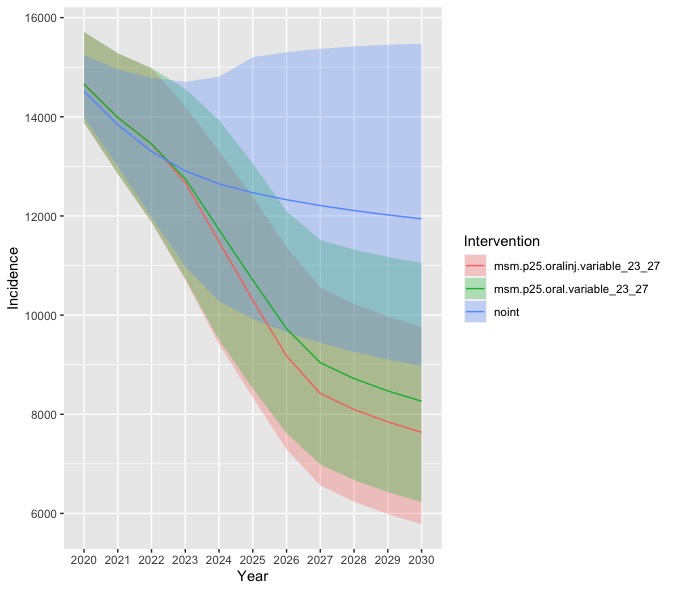 16000
14000
12000
10000
8000
6000
Incidence
2020 2021 2022 2023 2024 2025 2026 2027 2028 2029 2030
Year
Intervention
msm.p25.oralinj.variable_23_27
msm.p25.oral.variable_23_27
noint